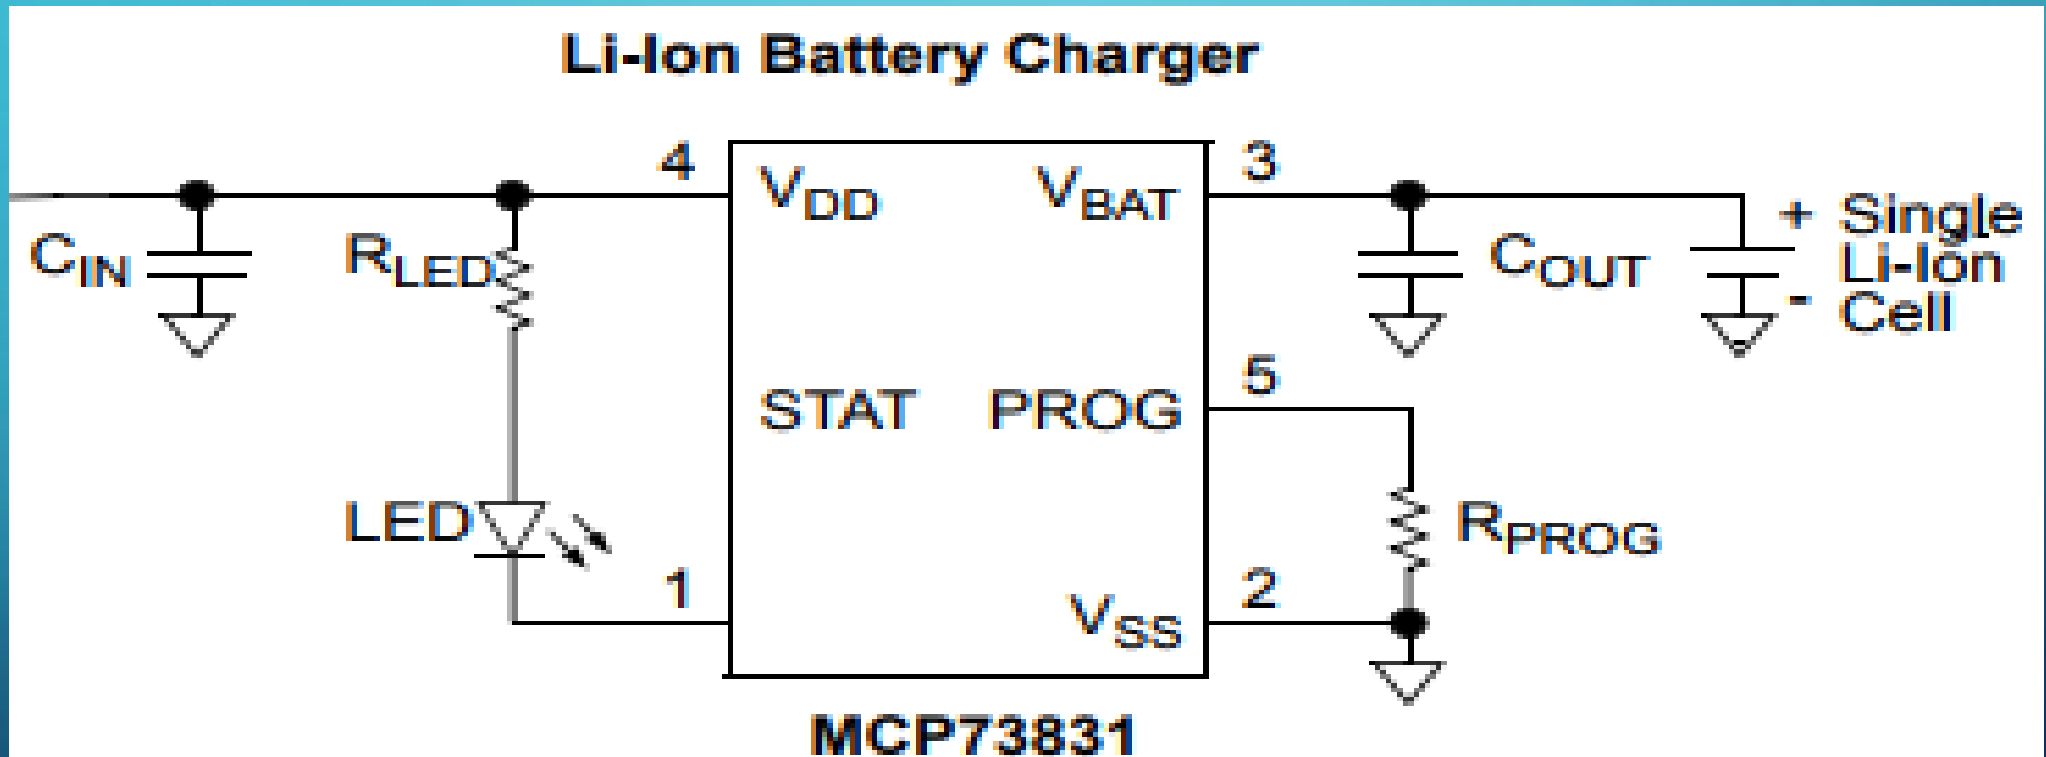 Li-Ion Battery Charger
4
3
VDD
VBAT
+ Single
Li-Ion
- Cell
CIN
RLED
COUT
5
STAT
PROG
LED
RPROG
1
2
VSS
MCP73831